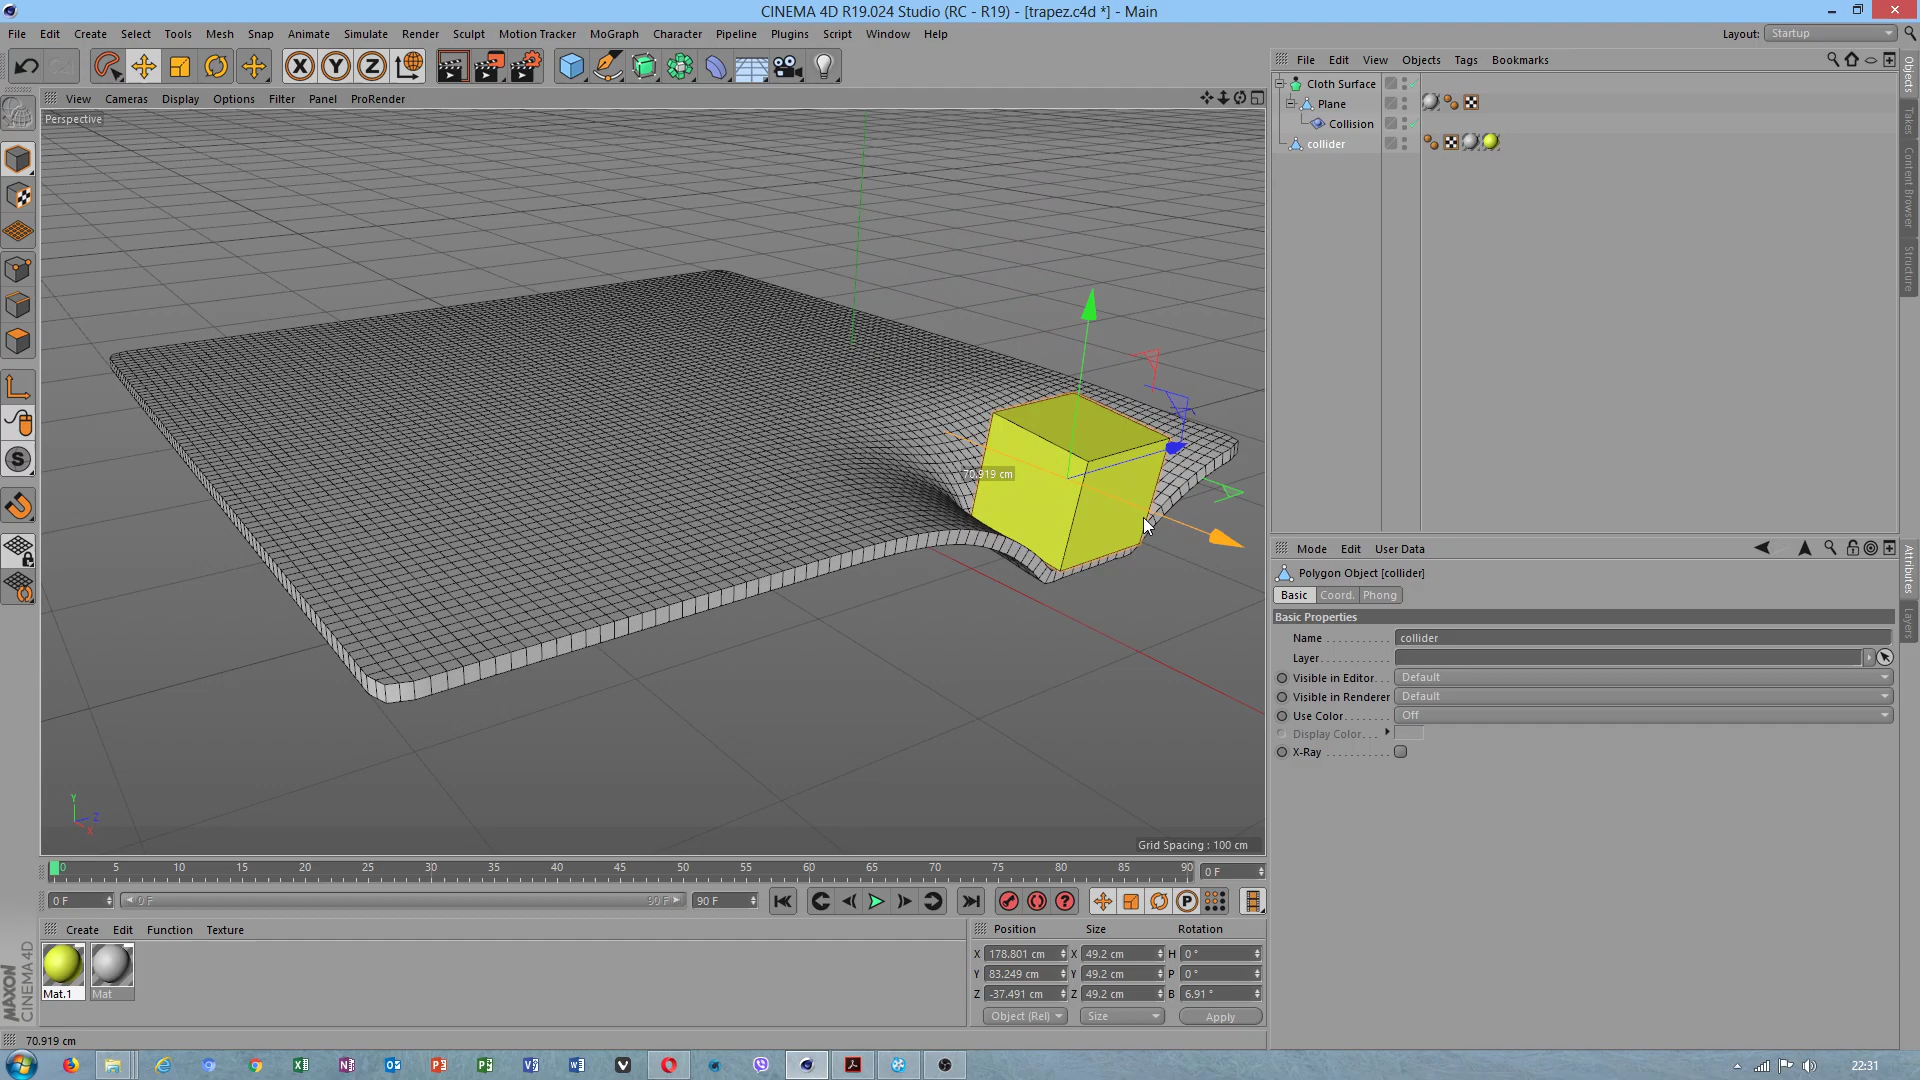 CINEMA 4D R19.024 Studio (RC - R19) - [trapez.c4d *] - Main
File Edit Create Select Tools Mesh Snap Animate Simulate Render Sculpt Motion Tracker MoGraph Character Pipeline Plugins Script Window Help
Layout: Startup
View Cameras Display Options Filter Panel ProRender
Perspective
70.919 cm
Y
Z
X
Grid Spacing : 100 cm
File Edit View Objects Tags Bookmarks
Cloth Surface
Plane
Collision
collider
Objects
Takes
Content Browser
Structure
Mode Edit User Data
Polygon Object [collider]
Basic Coord. Phong
Basic Properties
Name collider
Layer
Visible in Editor Default
Visible in Renderer Default
Use Color Off
Display Color
X-Ray
Attributes
Layers
0 5 10 15 20 25 30 35 40 45 50 55 60 65 70 75 80 85 90 0 F
0 F 0 F 90 F 90 F
Create Edit Function Texture
Mat.1 Mat
Position Size Rotation
X 178.801 cm X 49.2 cm H 0 °
Y 83.249 cm Y 49.2 cm P 0 °
Z -37.491 cm Z 49.2 cm B 6.91 °
Object (Rel) Size Apply
MAXON
CINEMA 4D
70.919 cm
22:31